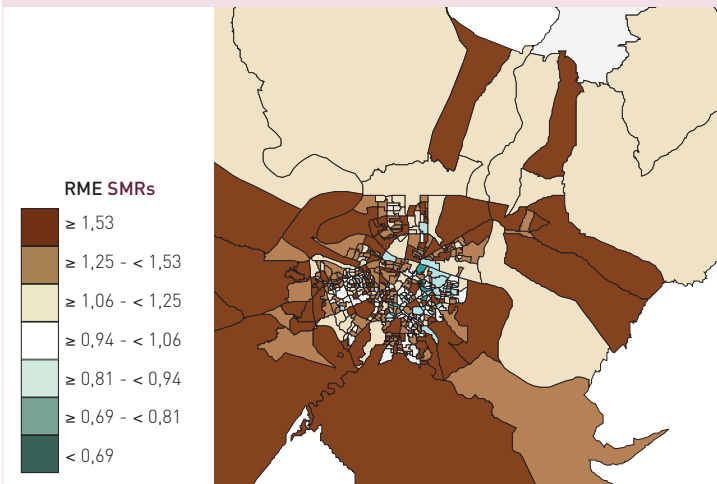 RME SMRs
≥ 1,53
≥ 1,25 - < 1,53
≥ 1,06 - < 1,25
≥ 0,94 - < 1,06
≥ 0,81 - < 0,94
≥ 0,69 - < 0,81
< 0,69